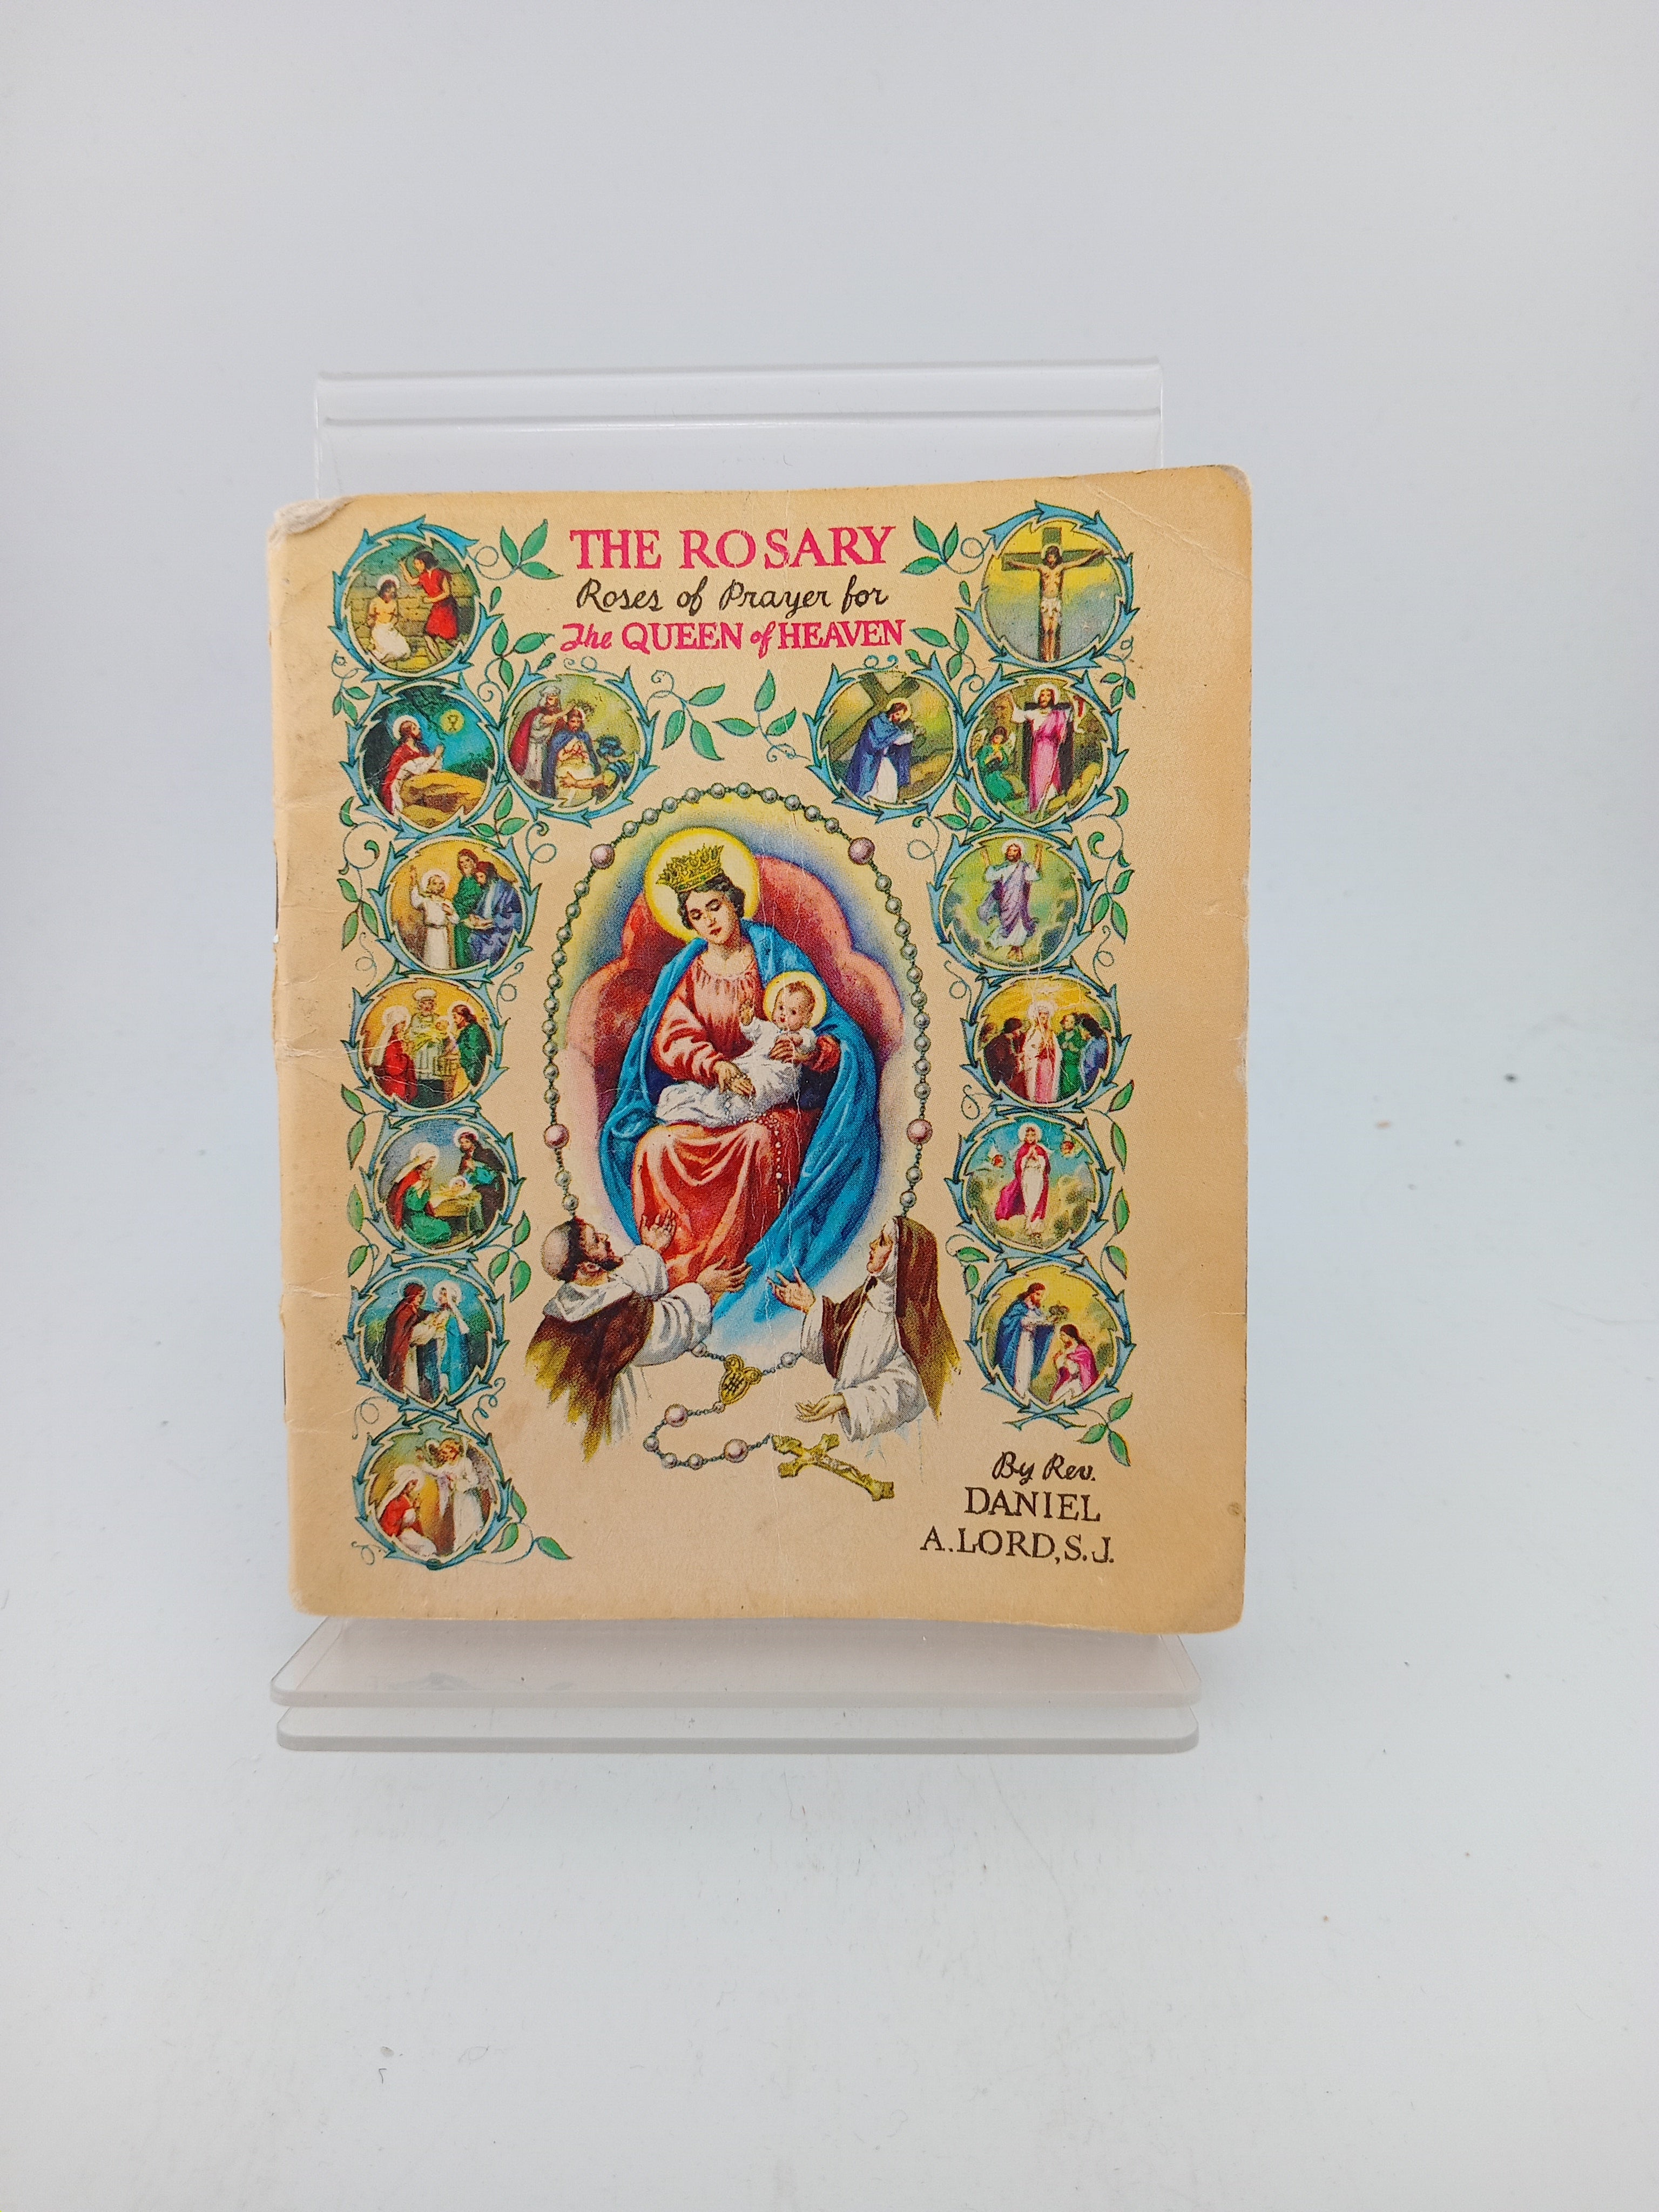 THE ROSARY
Roses of Prayer for
The QUEEN of HEAVEN
By Rev.
DANIEL
A. LORD, S.J.